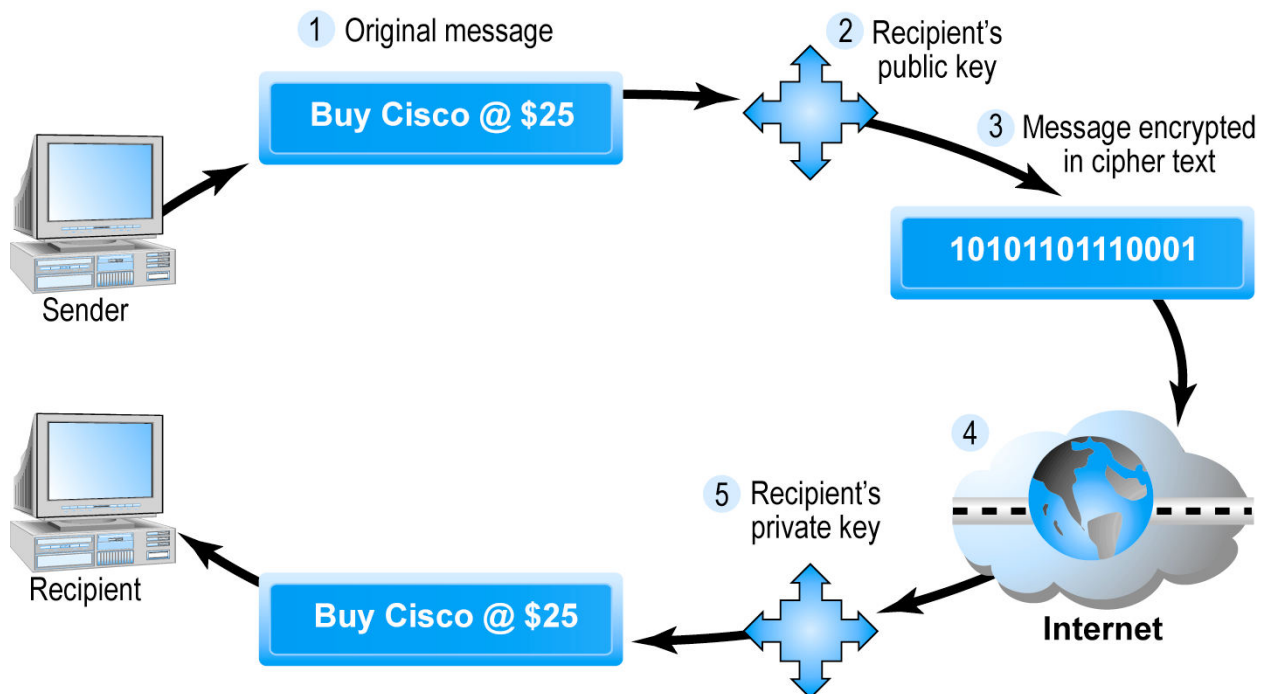 1 Original message
Buy Cisco @ $25
2 Recipient's
public key
3 Message encrypted
in cipher text
10101101110001
Sender
4
Internet
5 Recipient's
private key
Buy Cisco @ $25
Recipient